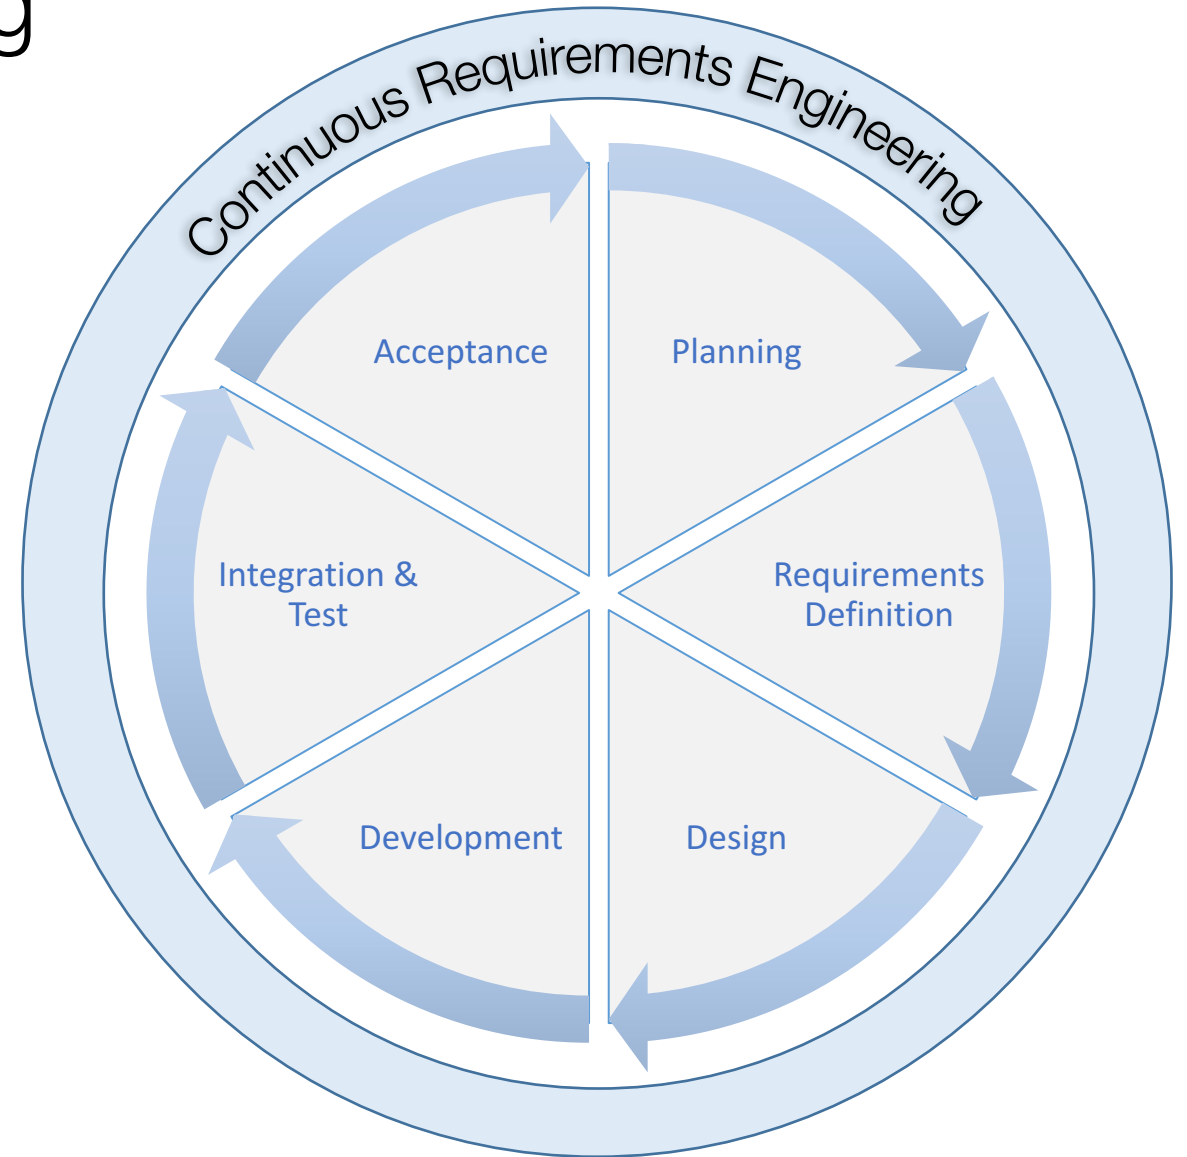 g
Continuous Requirements Engineering
Acceptance
Planning
Integration &
Test
Requirements
Definition
Development
Design